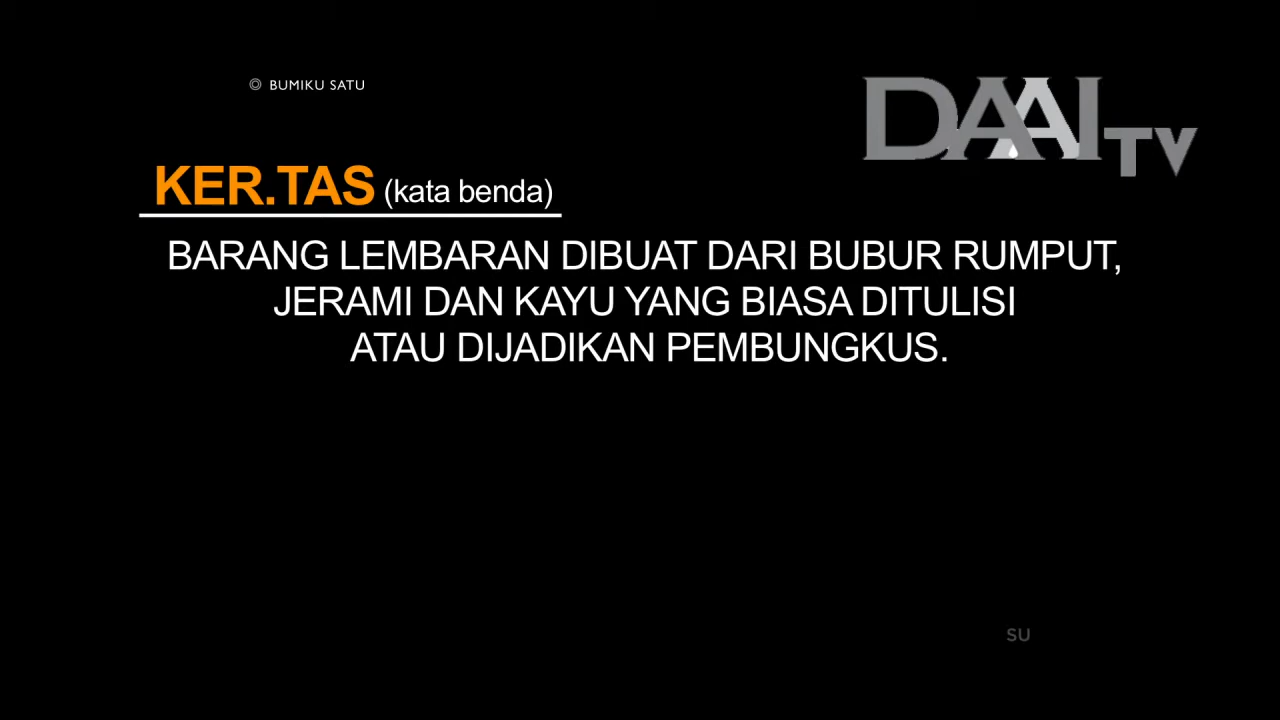 ◎ BUMIKU SATU
DAAI TV
KER.TAS (kata benda)
BARANG LEMBARAN DIBUAT DARI BUBUR RUMPUT,
JERAMI DAN KAYU YANG BIASA DITULISI
ATAU DIJADIKAN PEMBUNGKUS.
SU